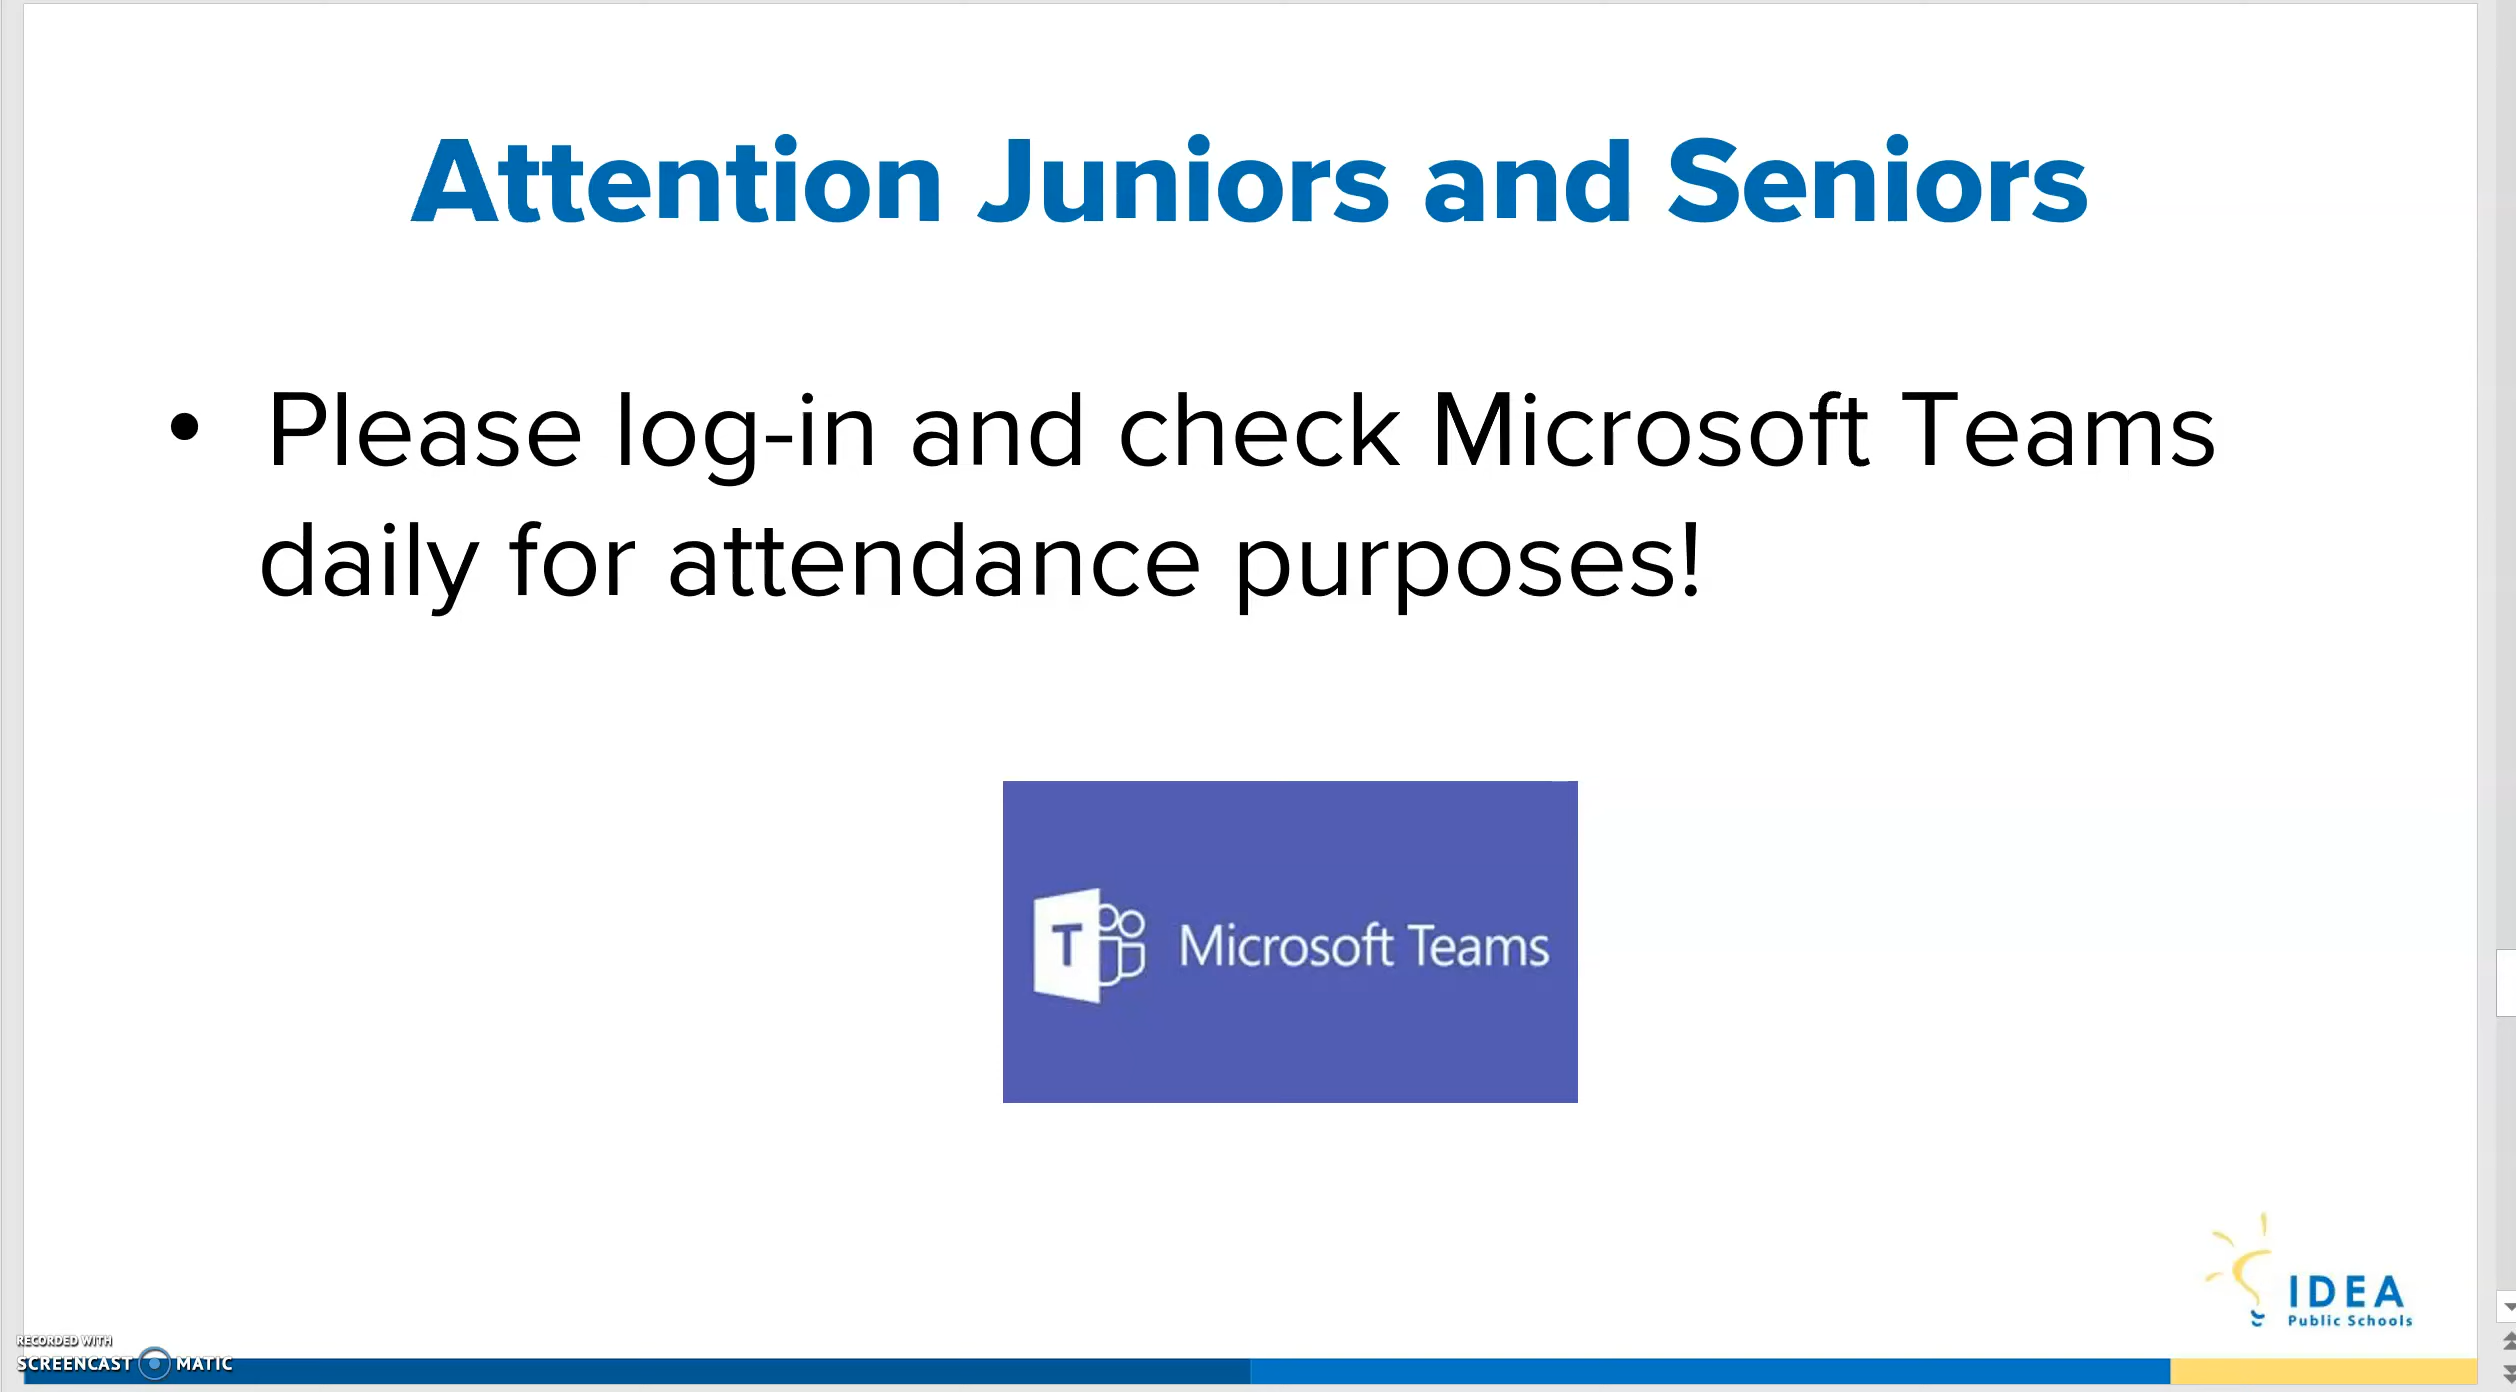 Attention Juniors and Seniors
• Please log-in and check Microsoft Teams
daily for attendance purposes!
T Microsoft Teams
IDEA
Public Schools
RECORDED WITH
SCREENCAST MATIC